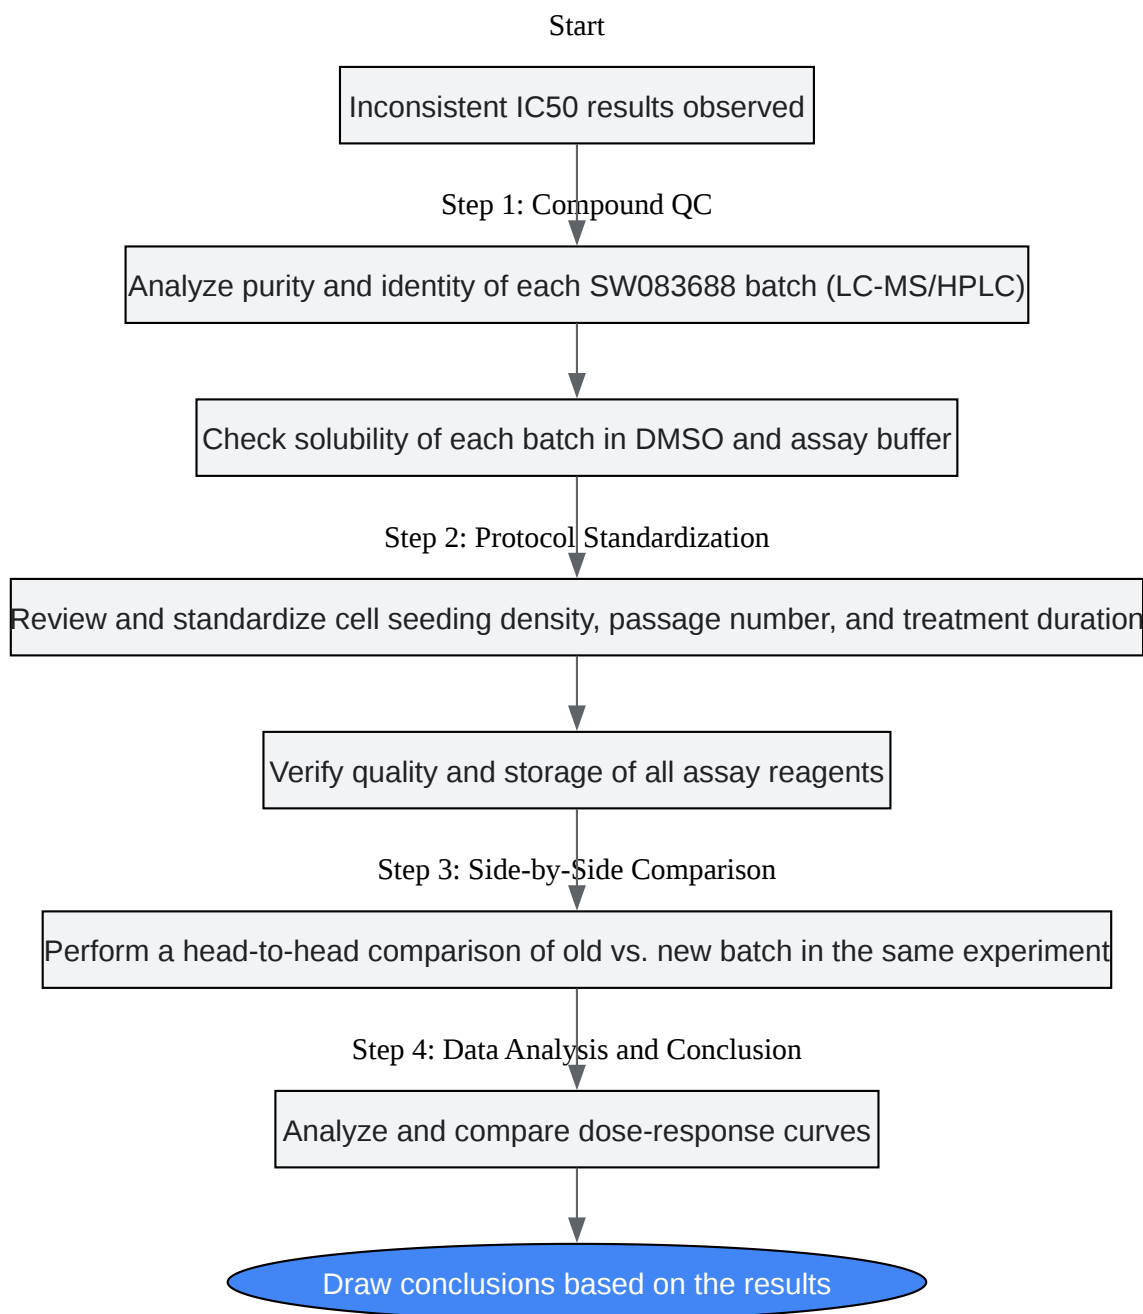 Start
Inconsistent IC50 results observed
Step 1: Compound QC
Analyze purity and identity of each SW083688 batch (LC-MS/HPLC)
Check solubility of each batch in DMSO and assay buffer
Step 2: Protocol Standardization
Review and standardize cell seeding density, passage number, and treatment duration
Verify quality and storage of all assay reagents
Step 3: Side-by-Side Comparison
Perform a head-to-head comparison of old vs. new batch in the same experiment
Step 4: Data Analysis and Conclusion
Analyze and compare dose-response curves
Draw conclusions based on the results